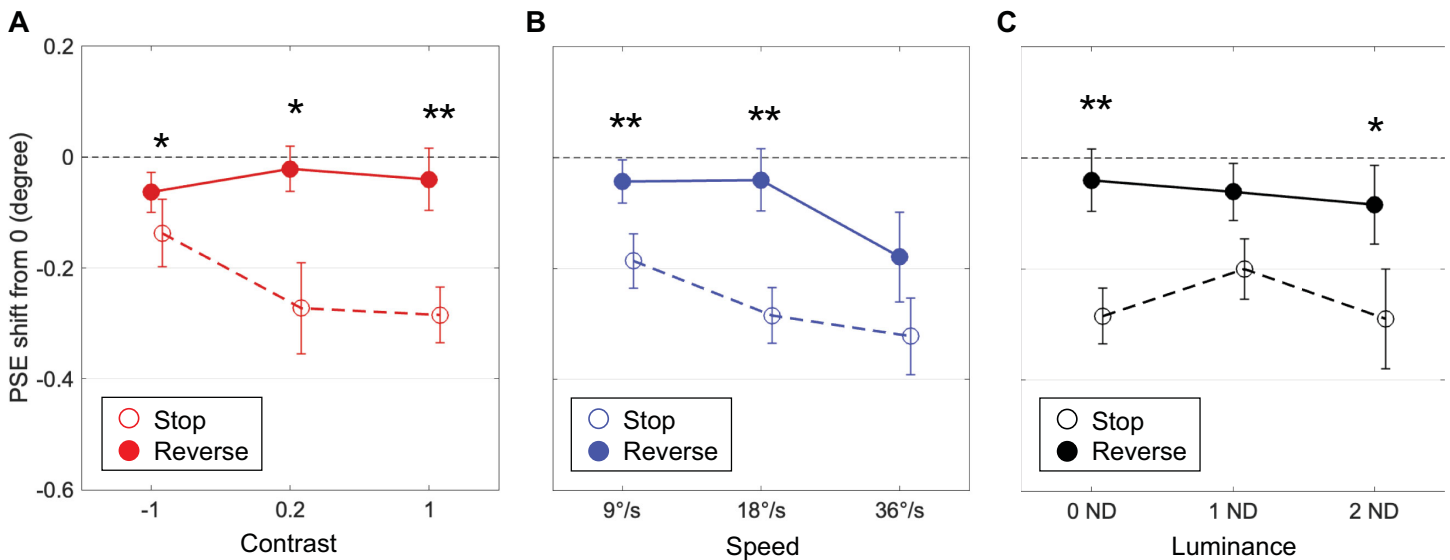 A
B
C
PSE shift from 0 (degree)
0.2
0
-0.2
-0.4
-0.6
*
*
**
Stop
Reverse
-1
0.2
1
Contrast
**
**
Stop
Reverse
9°/s
18°/s
36°/s
Speed
**
*
Stop
Reverse
0 ND
1 ND
2 ND
Luminance